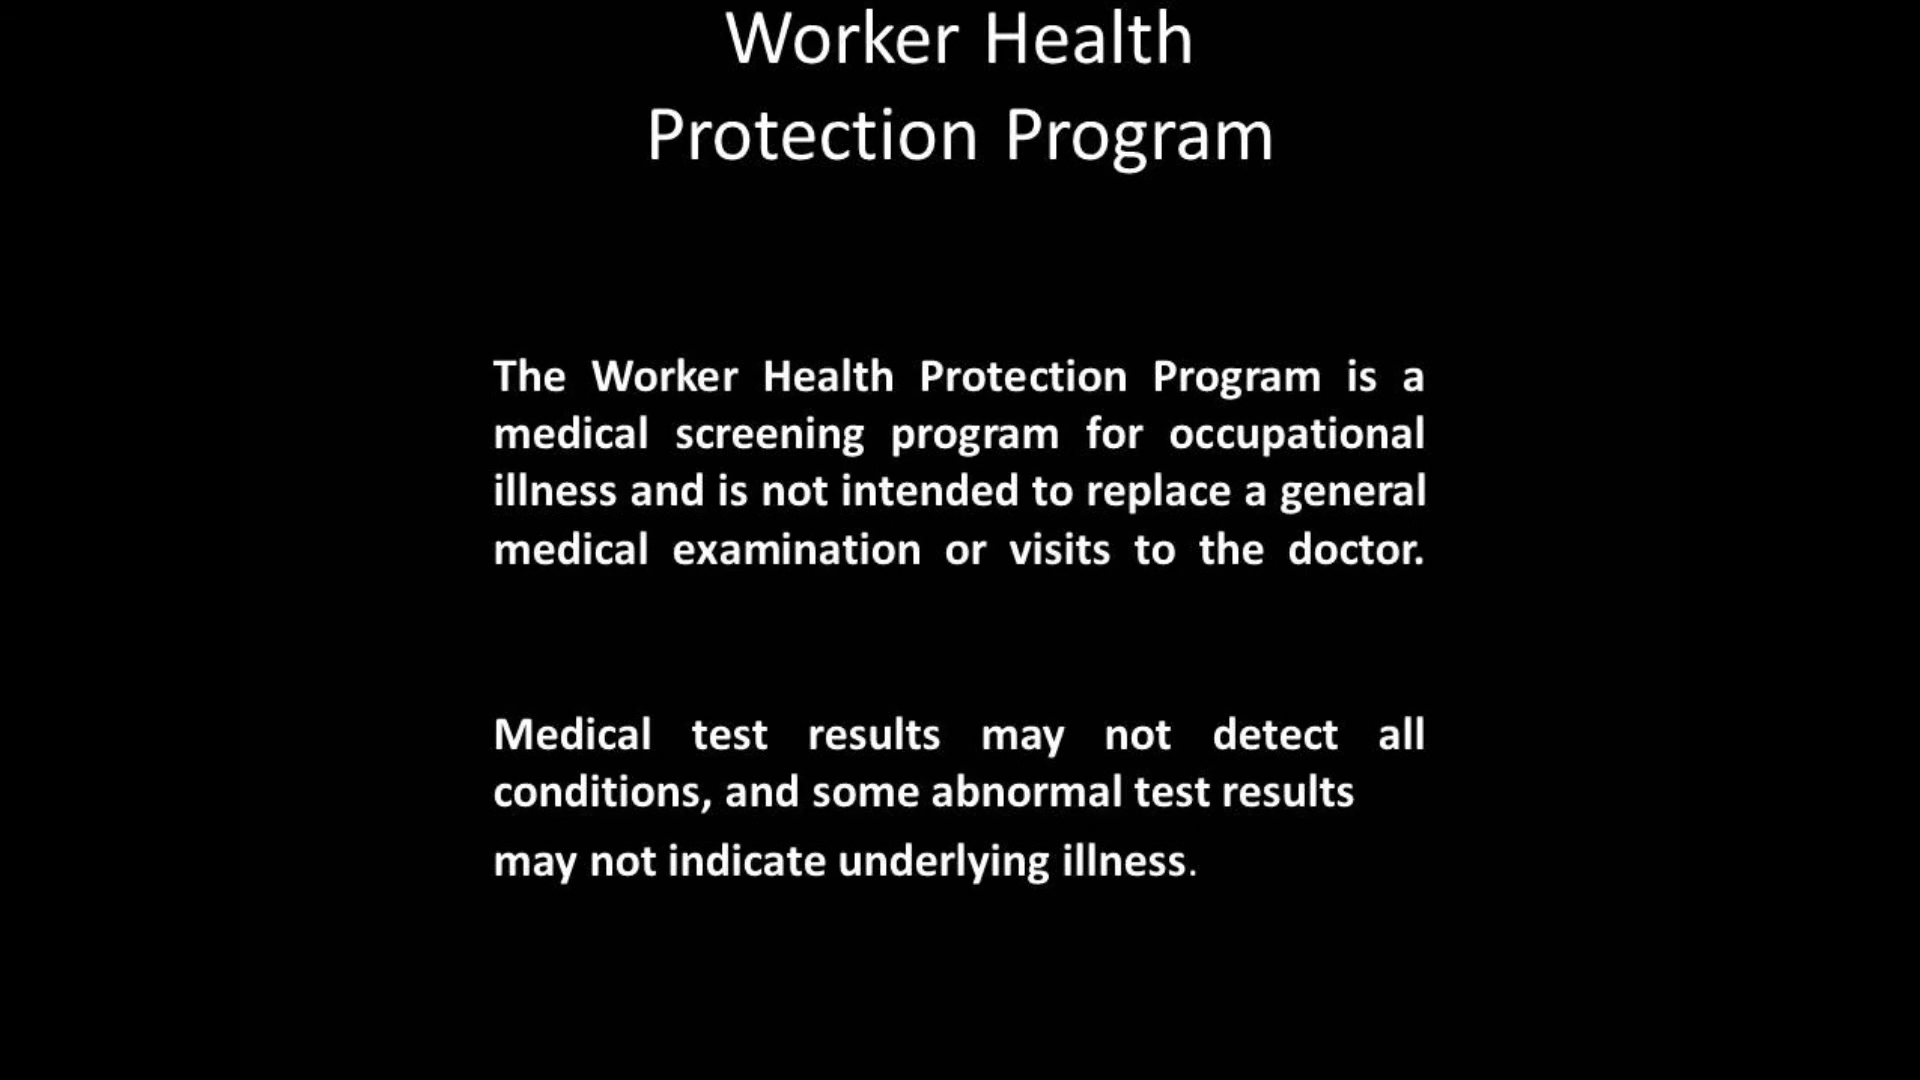 Worker Health
Protection Program
The Worker Health Protection Program is a
medical screening program for occupational
illness and is not intended to replace a general
medical examination or visits to the doctor.
Medical test results may not detect all
conditions, and some abnormal test results
may not indicate underlying illness.